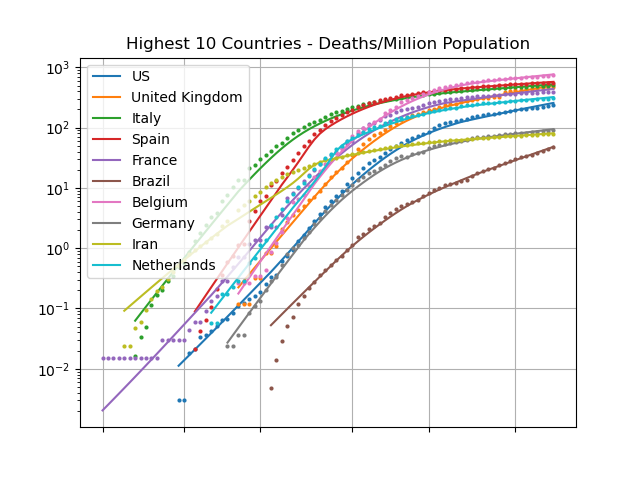 Highest 10 Countries - Deaths/Million Population
10³
10²
10¹
10⁰
10⁻¹
10⁻²
US
United Kingdom
Italy
Spain
France
Brazil
Belgium
Germany
Iran
Netherlands